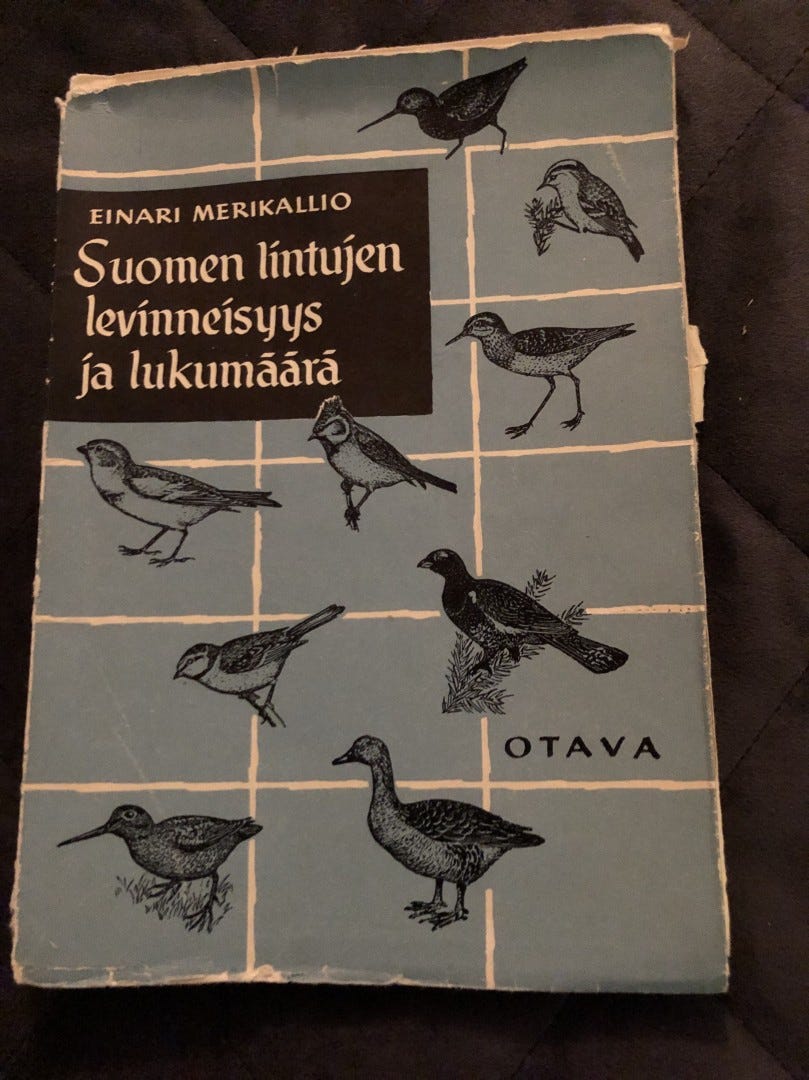 EINARI MERIKALLIO
Suomen lintujen
levinneisyys
ja lukumäärä
OTAVA